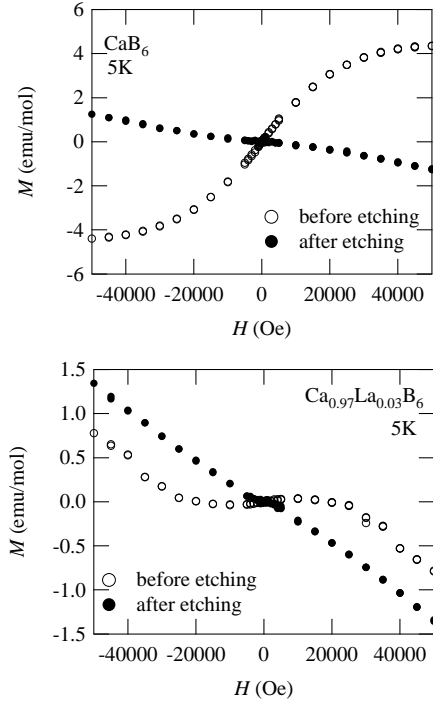 CaB6
5K
6
4
2
0
-2
-4
-6
M (emu/mol)
before etching
after etching
-40000 -20000 0 20000 40000
H (Oe)
Ca0.97La0.03B6
5K
1.5
1.0
0.5
0.0
-0.5
-1.0
-1.5
M (emu/mol)
before etching
after etching
-40000 -20000 0 20000 40000
H (Oe)